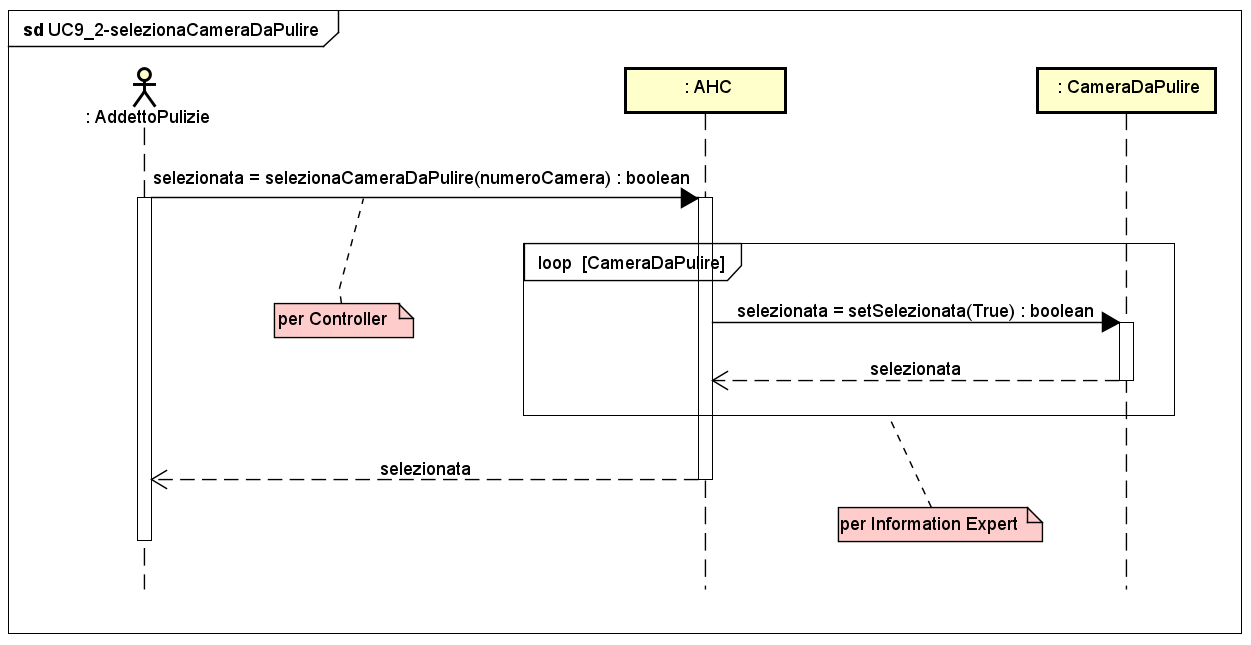 sd UC9_2-selezionaCameraDaPulire
: AddettoPulizie
: AHC
: CameraDaPulire
selezionata = selezionaCameraDaPulire(numeroCamera) : boolean
loop [CameraDaPulire]
per Controller
selezionata = setSelezionata(True) : boolean
selezionata
selezionata
per Information Expert